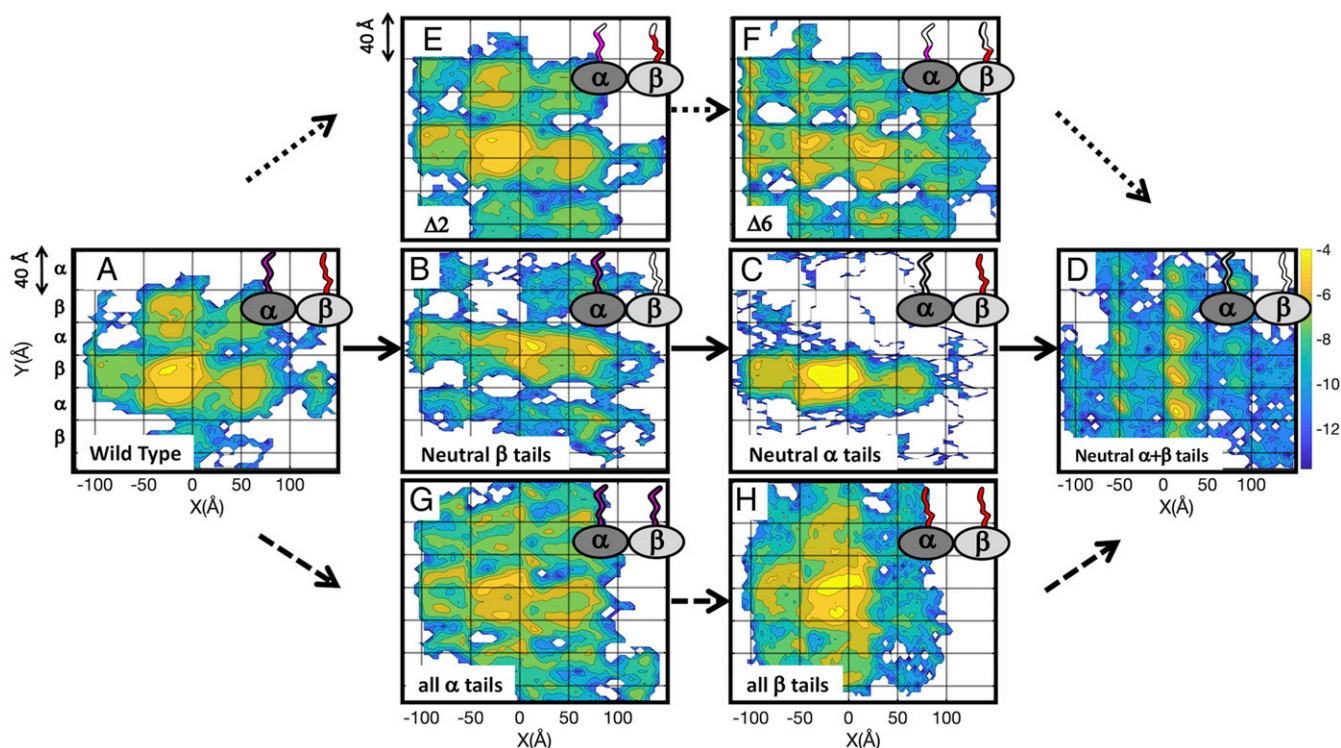 40 Å
E
α
β
Δ2
F
α
β
Δ6
40 Å
Y(Å)
α
β
α
β
α
β
A
α
β
Wild Type
-100 -50 0 50 100
X(Å)
B
α
β
Neutral β tails
C
α
β
Neutral α tails
D
α
β
Neutral α+β tails
-100 -50 0 50 100
X(Å)
-4
-6
-8
-10
-12
G
α
β
all α tails
-100 -50 0 50 100
X(Å)
H
α
β
all β tails
-100 -50 0 50 100
X(Å)